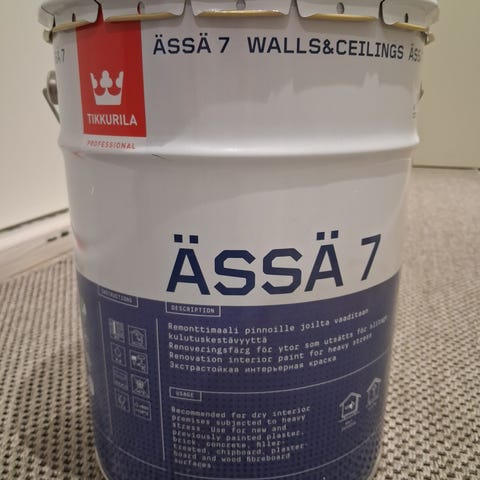 ÄSSÄ 7 WALLS&CEILINGS ÄSS
TIKKURILA
PROFESSIONAL
ÄSSÄ 7
INSTRUCTIONS
DESCRIPTION
Remonttimaali pinnoille joilta vaaditaan
kulutuskestävyyttä
Renoveringsfärg för ytor som utsätts för slitage
Renovation interior paint for heavy stress
Экстрастойкая интерьерная краска
USAGE
Recommended for dry interior
premises subjected to heavy
stress. Use for new and
previously painted plaster,
brick, concrete, filler-
treated, chipboard, plaster-
board and wood fibreboard
surfaces